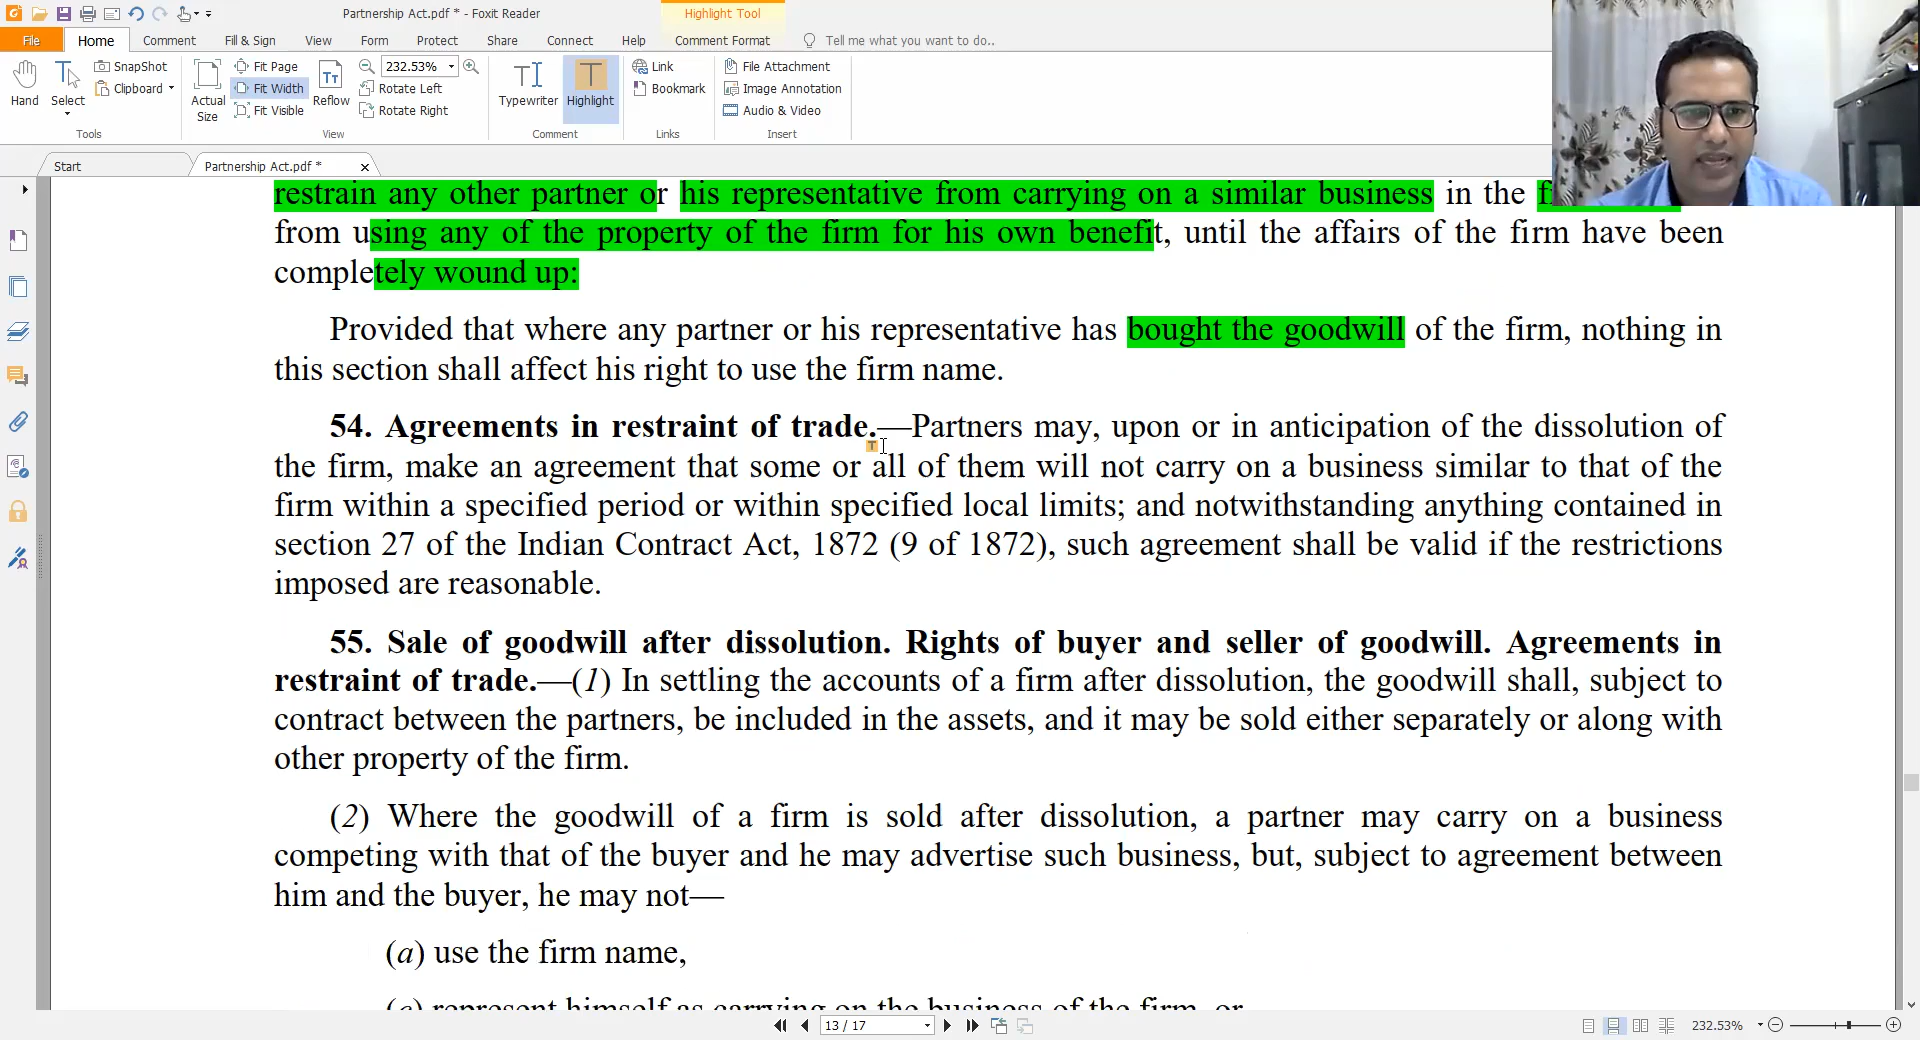 Partnership Act.pdf * - Foxit Reader
Highlight Tool
File Home Comment Fill & Sign View Form Protect Share Connect Help Comment Format Tell me what you want to do..
Hand
Select
SnapShot
Clipboard
Tools
Actual Size
Fit Page
Fit Width
Fit Visible
Reflow
232.53%
Rotate Left
Rotate Right
View
Typewriter
Highlight
Comment
Link
Bookmark
Links
File Attachment
Image Annotation
Audio & Video
Insert
Start Partnership Act.pdf *
restrain any other partner or his representative from carrying on a similar business in the
from using any of the property of the firm for his own benefit, until the affairs of the firm have been
completely wound up:
Provided that where any partner or his representative has bought the goodwill of the firm, nothing in
this section shall affect his right to use the firm name.
54. Agreements in restraint of trade.—Partners may, upon or in anticipation of the dissolution of
the firm, make an agreement that some or all of them will not carry on a business similar to that of the
firm within a specified period or within specified local limits; and notwithstanding anything contained in
section 27 of the Indian Contract Act, 1872 (9 of 1872), such agreement shall be valid if the restrictions
imposed are reasonable.
55. Sale of goodwill after dissolution. Rights of buyer and seller of goodwill. Agreements in
restraint of trade.—(1) In settling the accounts of a firm after dissolution, the goodwill shall, subject to
contract between the partners, be included in the assets, and it may be sold either separately or along with
other property of the firm.
(2) Where the goodwill of a firm is sold after dissolution, a partner may carry on a business
competing with that of the buyer and he may advertise such business, but, subject to agreement between
him and the buyer, he may not—
(a) use the firm name,
(c) represent himself as carrying on the business of the firm, or
13 / 17
232.53%